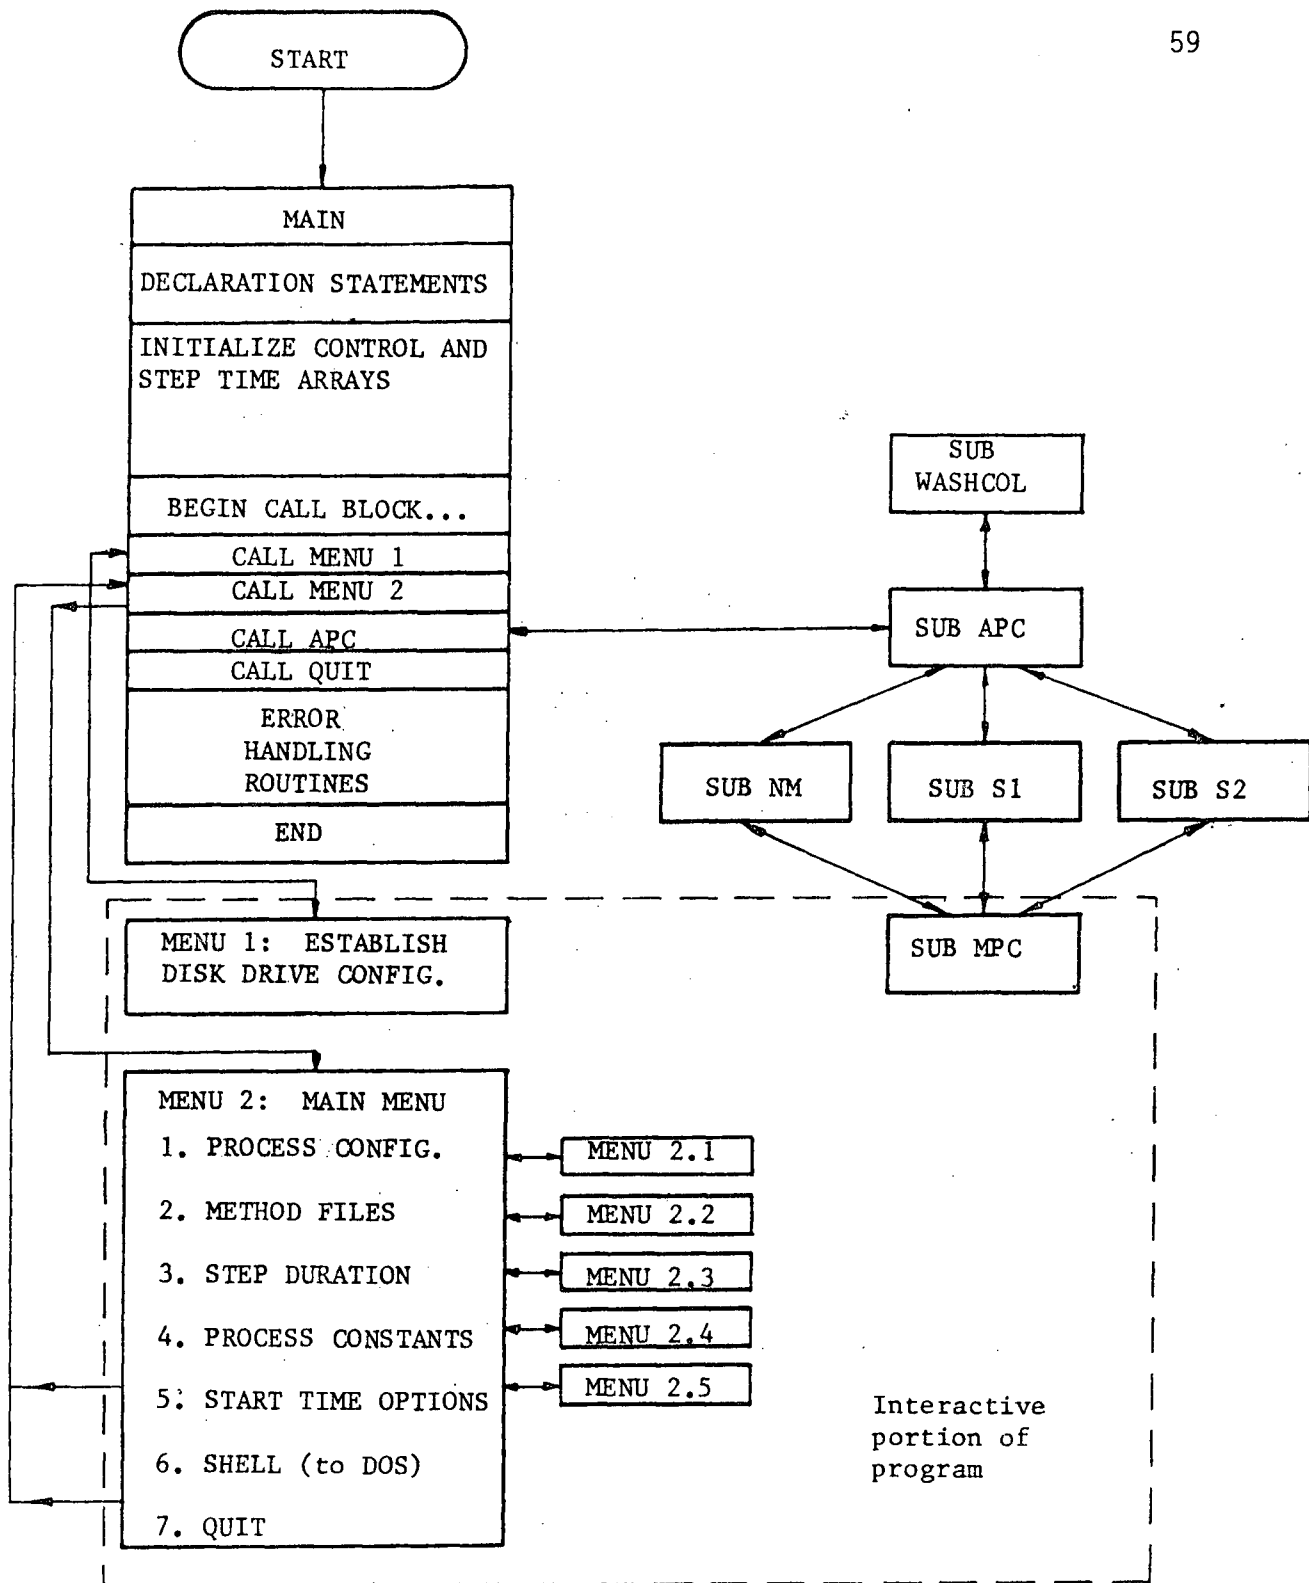 59
START
MAIN
DECLARATION STATEMENTS
INITIALIZE CONTROL AND
STEP TIME ARRAYS
BEGIN CALL BLOCK...
CALL MENU 1
CALL MENU 2
CALL APC
CALL QUIT
ERROR
HANDLING
ROUTINES
END
SUB
WASHCOL
SUB APC
SUB NM
SUB S1
SUB S2
SUB MPC
MENU 1: ESTABLISH
DISK DRIVE CONFIG.
MENU 2: MAIN MENU
1. PROCESS CONFIG.
2. METHOD FILES
3. STEP DURATION
4. PROCESS CONSTANTS
5. START TIME OPTIONS
6. SHELL (to DOS)
7. QUIT
MENU 2.1
MENU 2.2
MENU 2.3
MENU 2.4
MENU 2.5
Interactive
portion of
program